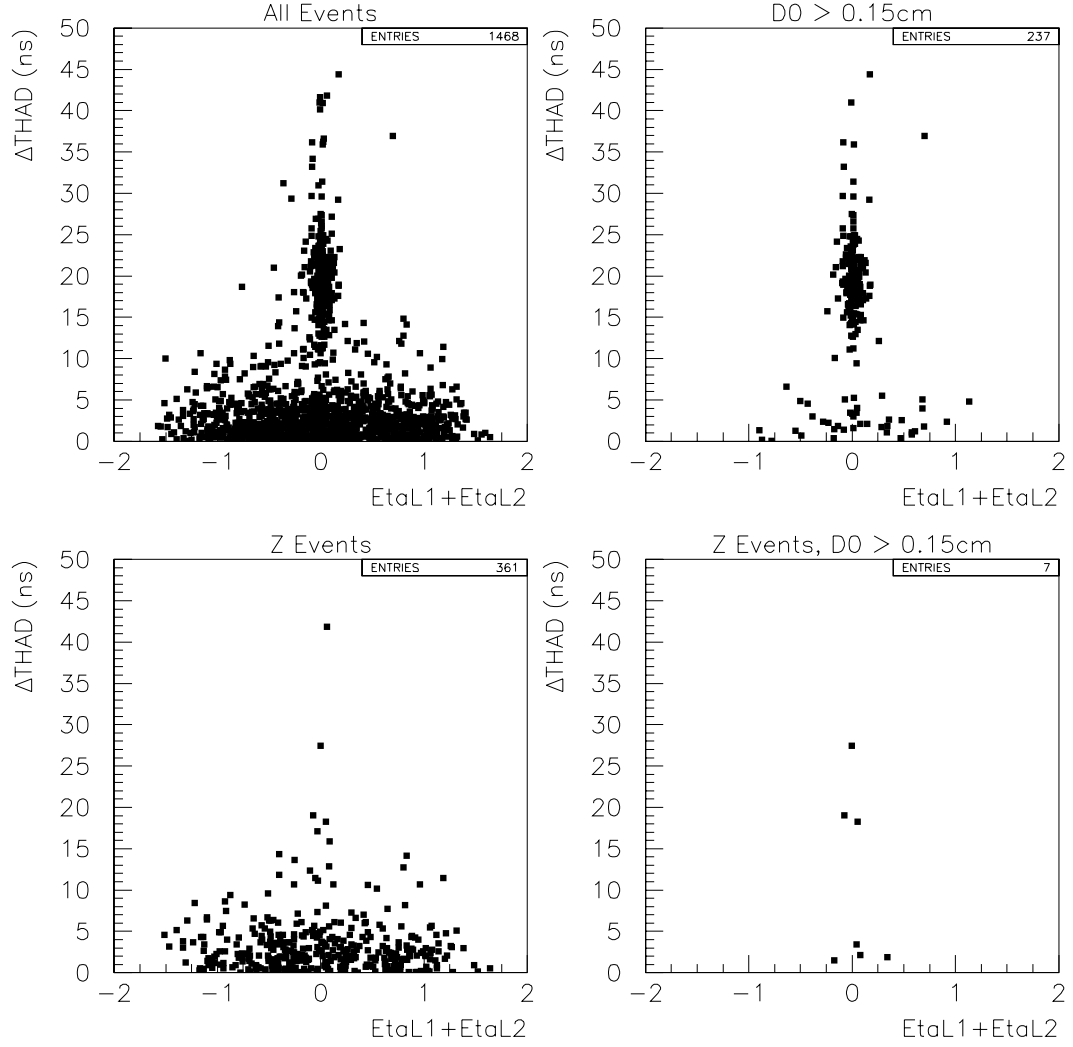 All Events
ENTRIES 1468
50
45
40
35
30
25
20
15
10
5
0
ΔTHAD (ns)
−2 −1 0 1 2
EtaL1+EtaL2
D0 > 0.15cm
ENTRIES 237
50
45
40
35
30
25
20
15
10
5
0
ΔTHAD (ns)
−2 −1 0 1 2
EtaL1+EtaL2
Z Events
ENTRIES 361
50
45
40
35
30
25
20
15
10
5
0
ΔTHAD (ns)
−2 −1 0 1 2
EtaL1+EtaL2
Z Events, D0 > 0.15cm
ENTRIES 7
50
45
40
35
30
25
20
15
10
5
0
ΔTHAD (ns)
−2 −1 0 1 2
EtaL1+EtaL2